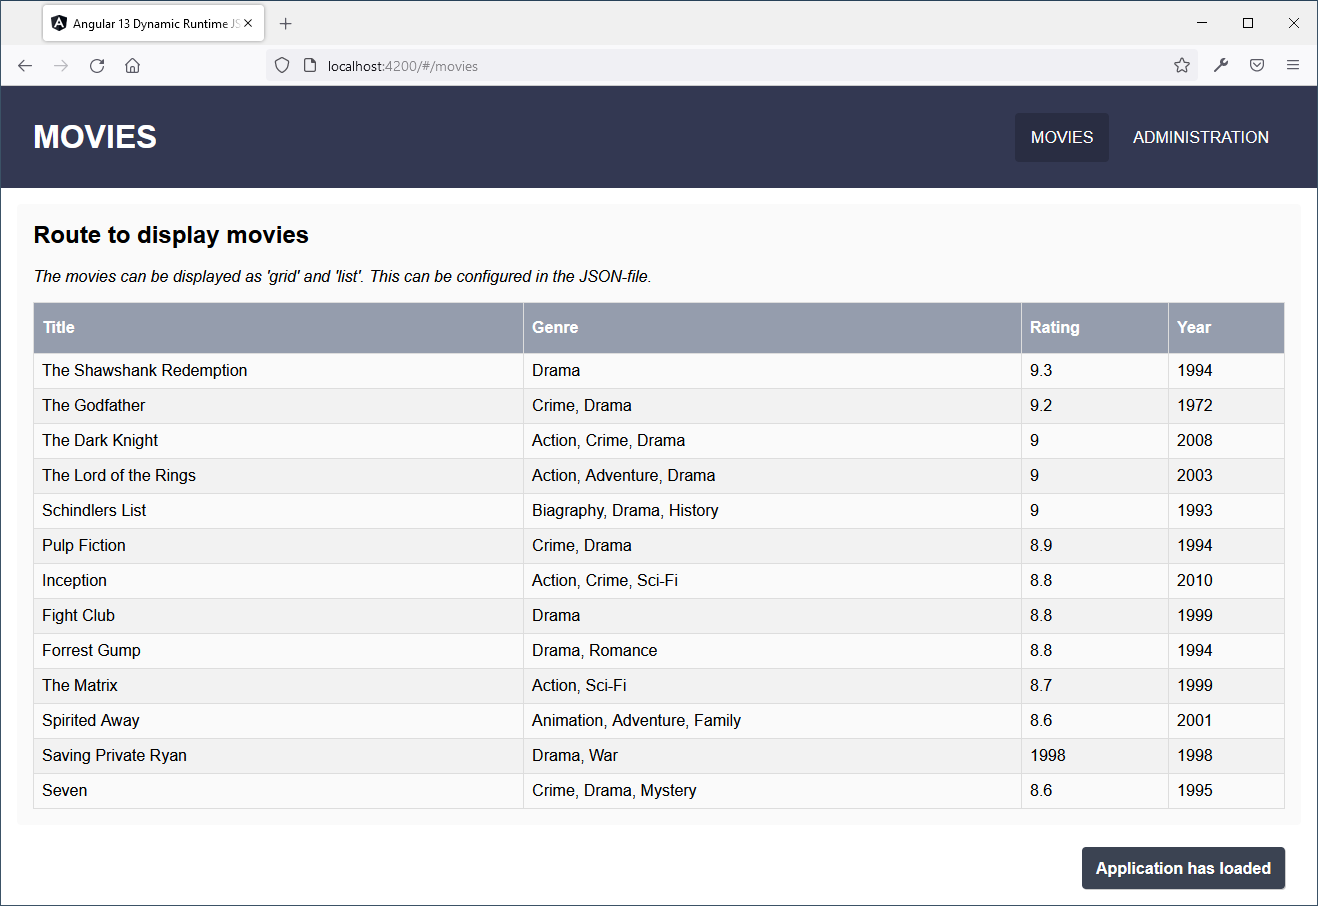 Angular 13 Dynamic Runtime JS
localhost:4200/#/movies
MOVIES
MOVIES ADMINISTRATION
Route to display movies
The movies can be displayed as 'grid' and 'list'. This can be configured in the JSON-file.
Title Genre Rating Year
The Shawshank Redemption Drama 9.3 1994
The Godfather Crime, Drama 9.2 1972
The Dark Knight Action, Crime, Drama 9 2008
The Lord of the Rings Action, Adventure, Drama 9 2003
Schindlers List Biagraphy, Drama, History 9 1993
Pulp Fiction Crime, Drama 8.9 1994
Inception Action, Crime, Sci-Fi 8.8 2010
Fight Club Drama 8.8 1999
Forrest Gump Drama, Romance 8.8 1994
The Matrix Action, Sci-Fi 8.7 1999
Spirited Away Animation, Adventure, Family 8.6 2001
Saving Private Ryan Drama, War 1998 1998
Seven Crime, Drama, Mystery 8.6 1995
Application has loaded